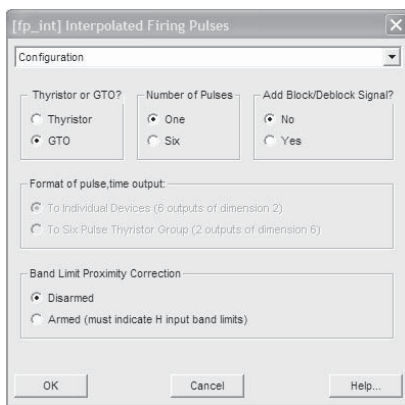 [fp_int] Interpolated Firing Pulses
Configuration
Thyristor or GTO?
Thyristor
GTO
Number of Pulses
One
Six
Add Block/Deblock Signal?
No
Yes
Format of pulse,time output:
To Individual Devices (6 outputs of dimension 2)
To Six Pulse Thyristor Group (2 outputs of dimension 6)
Band Limit Proximity Correction
Disarmed
Armed (must indicate H input band limits)
OK
Cancel
Help...